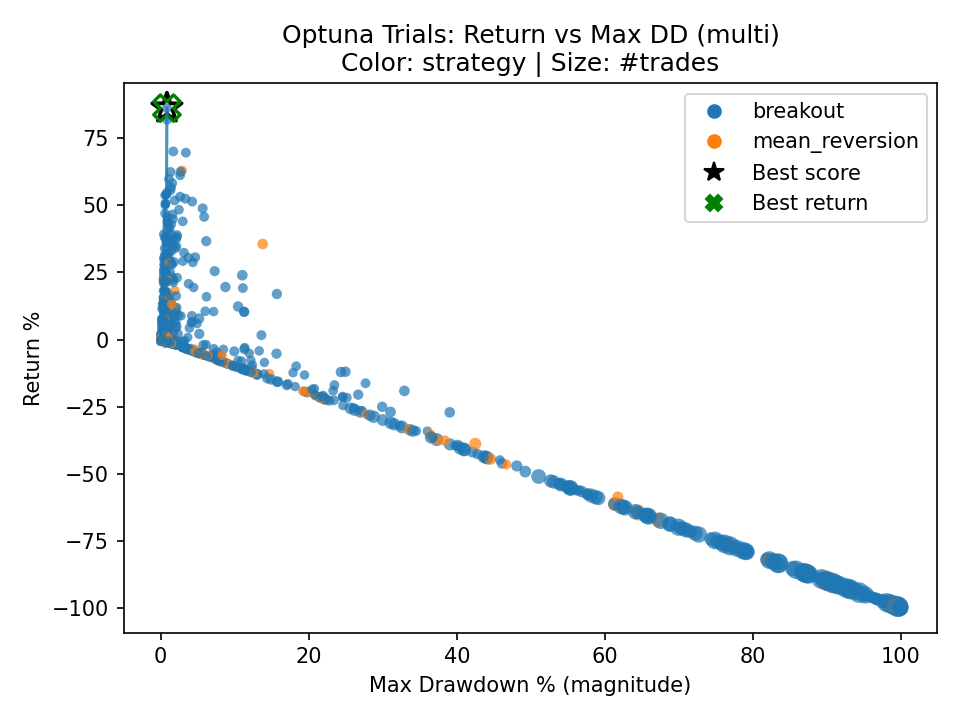 Optuna Trials: Return vs Max DD (multi)
Color: strategy | Size: #trades
breakout
mean_reversion
Best score
Best return
75
50
25
0
−25
−50
−75
−100
Return %
0
20
40
60
80
100
Max Drawdown % (magnitude)